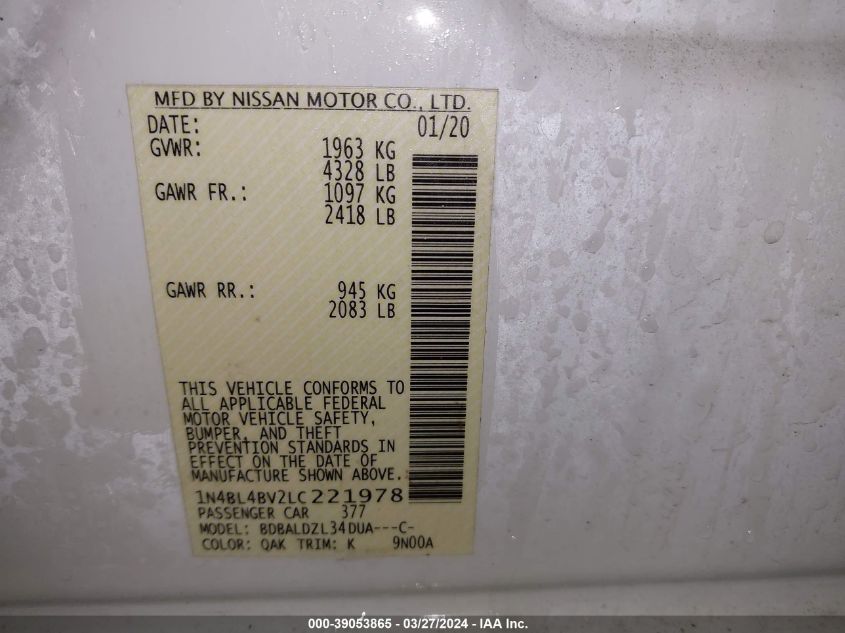 MFD BY NISSAN MOTOR CO., LTD.
DATE: 01/20
GVWR: 1963 KG
4328 LB
GAWR FR.: 1097 KG
2418 LB
GAWR RR.: 945 KG
2083 LB
THIS VEHICLE CONFORMS TO
ALL APPLICABLE FEDERAL
MOTOR VEHICLE SAFETY,
BUMPER, AND THEFT
PREVENTION STANDARDS IN
EFFECT ON THE DATE OF
MANUFACTURE SHOWN ABOVE.
1N4BL4BV2LC221978
PASSENGER CAR 377
MODEL: BDBALDZL34DUA---C-
COLOR: QAK TRIM: K 9N00A
000-39053865 - 03/27/2024 - IAA Inc.